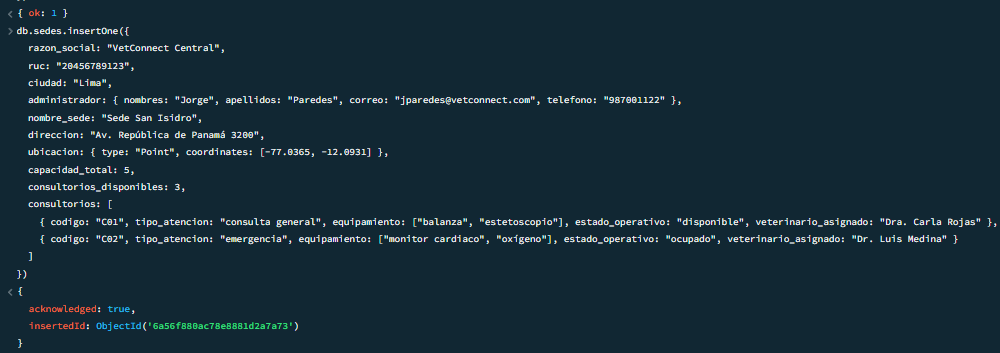 { ok: 1 }
db.sedes.insertOne({
razon_social: "VetConnect Central",
ruc: "20456789123",
ciudad: "Lima",
administrador: { nombres: "Jorge", apellidos: "Paredes", correo: "jparedes@vetconnect.com", telefono: "987001122" },
nombre_sede: "Sede San Isidro",
direccion: "Av. República de Panamá 3200",
ubicacion: { type: "Point", coordinates: [-77.0365, -12.0931] },
capacidad_total: 5,
consultorios_disponibles: 3,
consultorios: [
{ codigo: "C01", tipo_atencion: "consulta general", equipamiento: ["balanza", "estetoscopio"], estado_operativo: "disponible", veterinario_asignado: "Dra. Carla Rojas" },
{ codigo: "C02", tipo_atencion: "emergencia", equipamiento: ["monitor cardiaco", "oxígeno"], estado_operativo: "ocupado", veterinario_asignado: "Dr. Luis Medina" }
]
})
{
acknowledged: true,
insertedId: ObjectId('6a56f880ac78e8881d2a7a73')
}